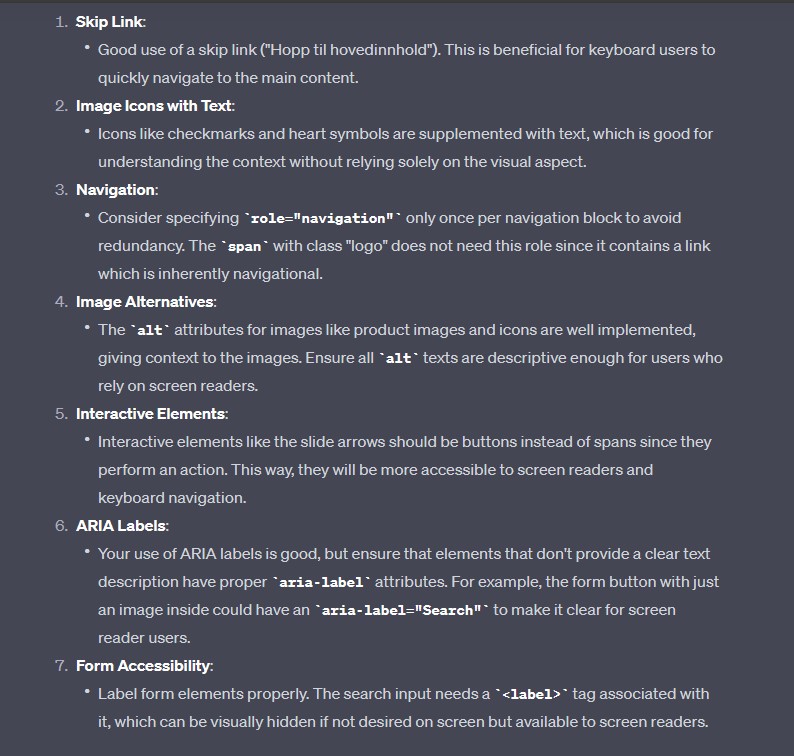 1. Skip Link:
• Good use of a skip link ("Hopp til hovedinnhold"). This is beneficial for keyboard users to
quickly navigate to the main content.
2. Image Icons with Text:
• Icons like checkmarks and heart symbols are supplemented with text, which is good for
understanding the context without relying solely on the visual aspect.
3. Navigation:
• Consider specifying `role="navigation"` only once per navigation block to avoid
redundancy. The `span` with class "logo" does not need this role since it contains a link
which is inherently navigational.
4. Image Alternatives:
• The `alt` attributes for images like product images and icons are well implemented,
giving context to the images. Ensure all `alt` texts are descriptive enough for users who
rely on screen readers.
5. Interactive Elements:
• Interactive elements like the slide arrows should be buttons instead of spans since they
perform an action. This way, they will be more accessible to screen readers and
keyboard navigation.
6. ARIA Labels:
• Your use of ARIA labels is good, but ensure that elements that don't provide a clear text
description have proper `aria-label` attributes. For example, the form button with just
an image inside could have an `aria-label="Search"` to make it clear for screen
reader users.
7. Form Accessibility:
• Label form elements properly. The search input needs a `<label>` tag associated with
it, which can be visually hidden if not desired on screen but available to screen readers.